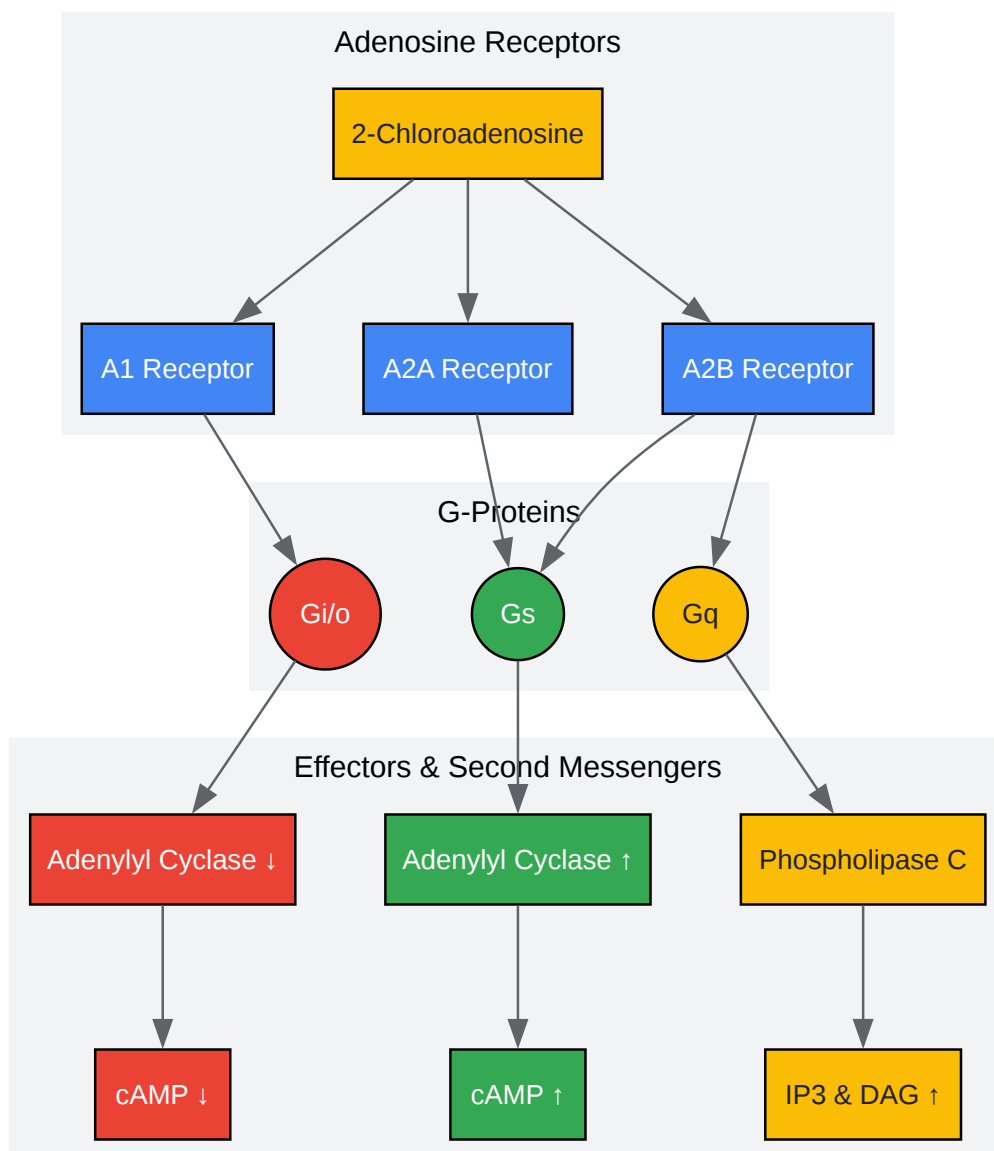 Adenosine Receptors
2-Chloroadenosine
A1 Receptor
A2A Receptor
A2B Receptor
G-Proteins
Gi/o
Gs
Gq
Effectors & Second Messengers
Adenylyl Cyclase ↓
Adenylyl Cyclase ↑
Phospholipase C
cAMP ↓
cAMP ↑
IP3 & DAG ↑